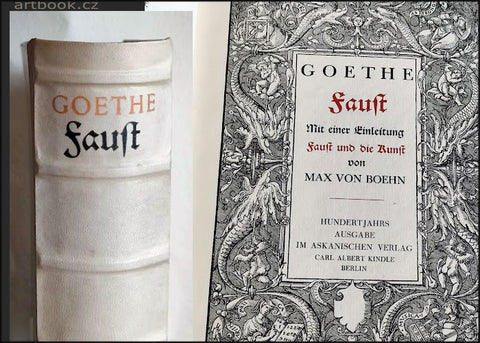 artbook.cz
GOETHE
Faust
GOETHE
Faust
Mit einer Einleitung
Faust und die Kunst
von
MAX VON BOEHN
HUNDERTJAHRS
AUSGABE
IM ASKANISCHEN VERLAG
CARL ALBERT KINDLE
BERLIN